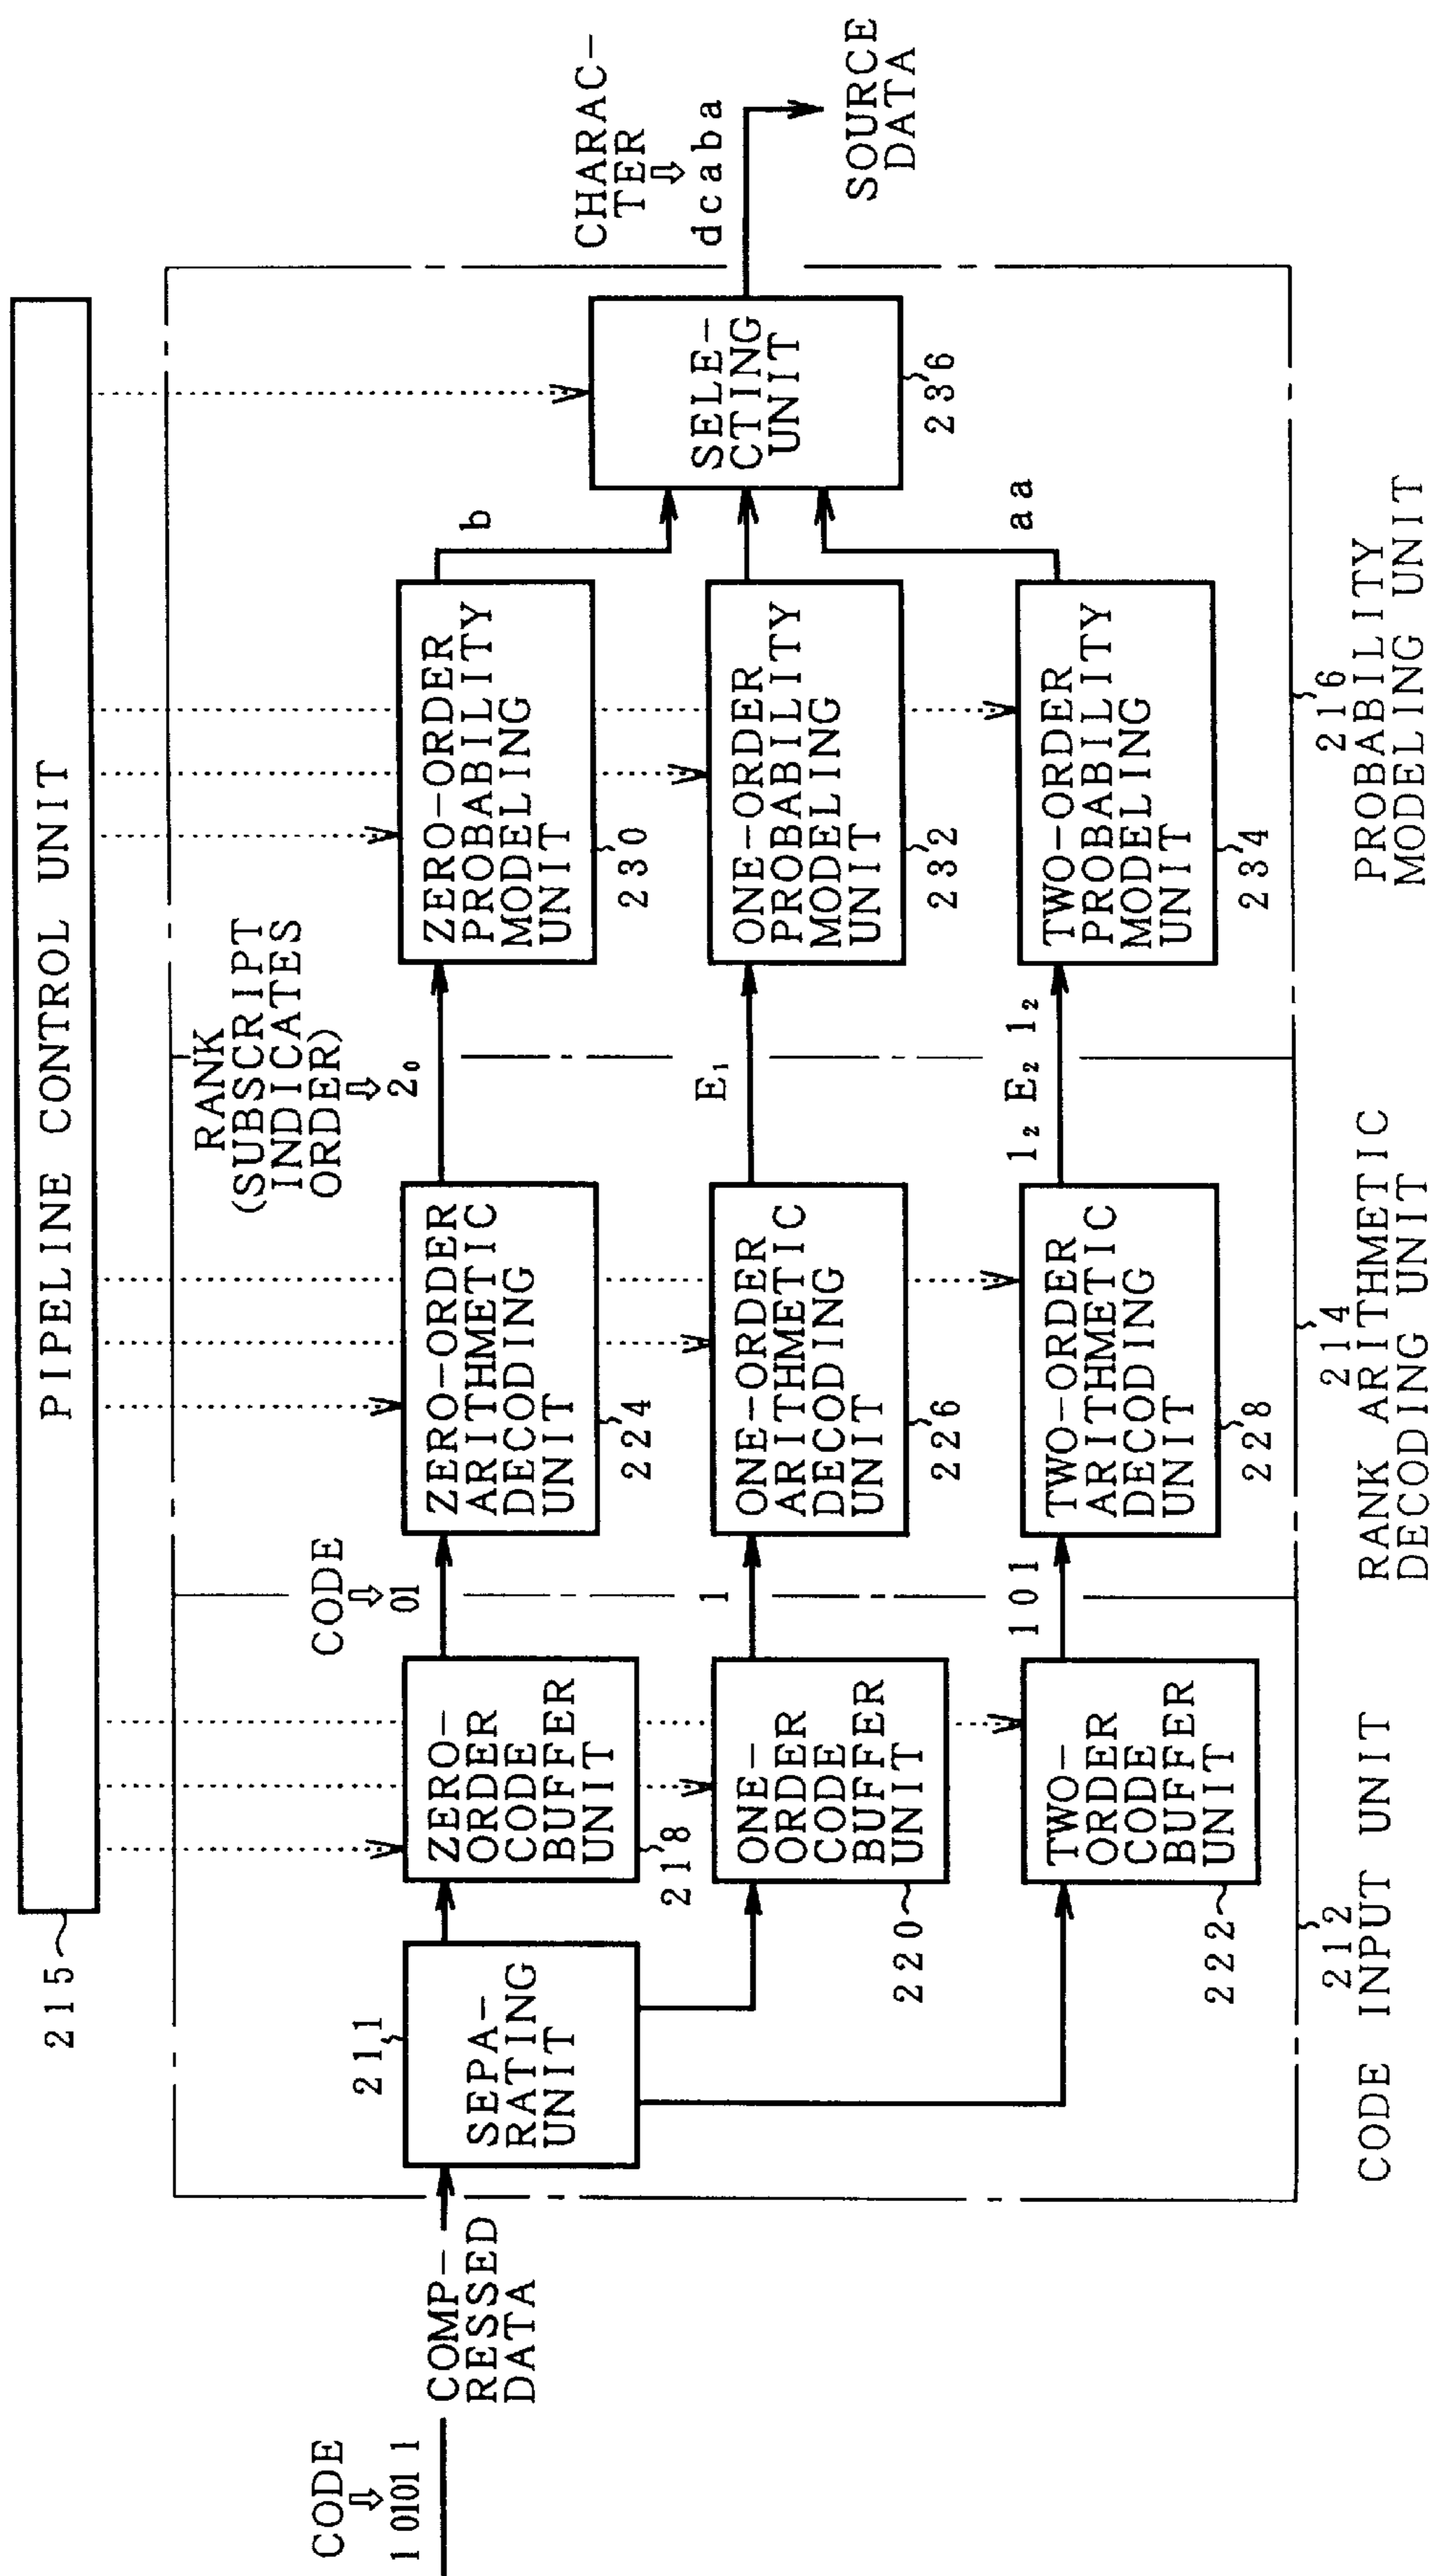 215
PIPELINE CONTROL UNIT
CODE
⇩
1 0101 1
COMP-
RESSED
DATA
211
SEPA-
RATING
UNIT
ZERO-
ORDER
CODE
BUFFER
UNIT
218
ONE-
ORDER
CODE
BUFFER
UNIT
220
TWO-
ORDER
CODE
BUFFER
UNIT
222
212
CODE INPUT UNIT
CODE
⇩
01
1
101
ZERO-ORDER
ARITHMETIC
DECODING
UNIT
224
ONE-ORDER
ARITHMETIC
DECODING
UNIT
226
TWO-ORDER
ARITHMETIC
DECODING
UNIT
228
214
RANK ARITHMETIC
DECODING UNIT
RANK
(SUBSCRIPT
INDICATES
ORDER)
⇩
2₀
E₁
1₂ E₂ 1₂
ZERO-ORDER
PROBABILITY
MODELING
UNIT
230
ONE-ORDER
PROBABILITY
MODELING
UNIT
232
TWO-ORDER
PROBABILITY
MODELING
UNIT
234
216
PROBABILITY
MODELING UNIT
b
aa
SELE-
CTING
UNIT
236
CHARAC-
TER
⇩
dcaba
SOURCE
DATA